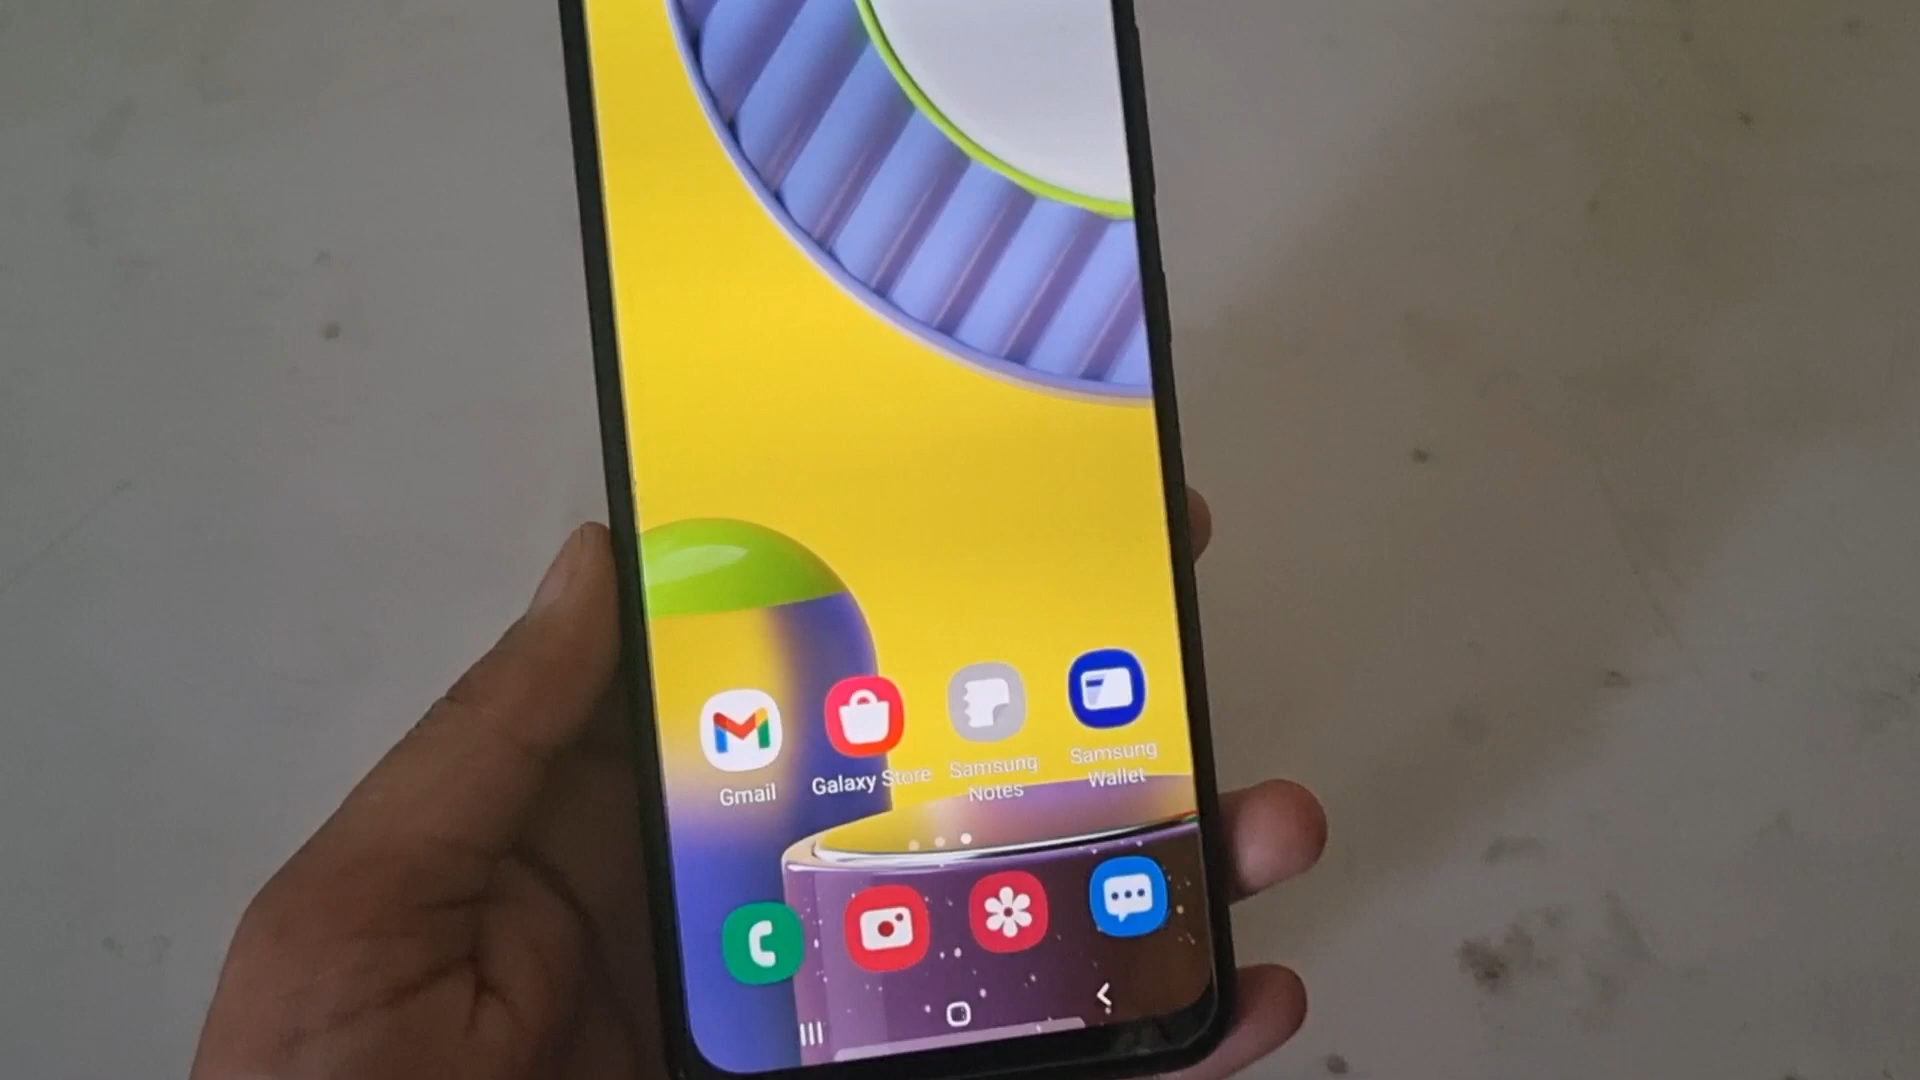 Gmail
Galaxy Store
Samsung
Notes
Samsung
Wallet